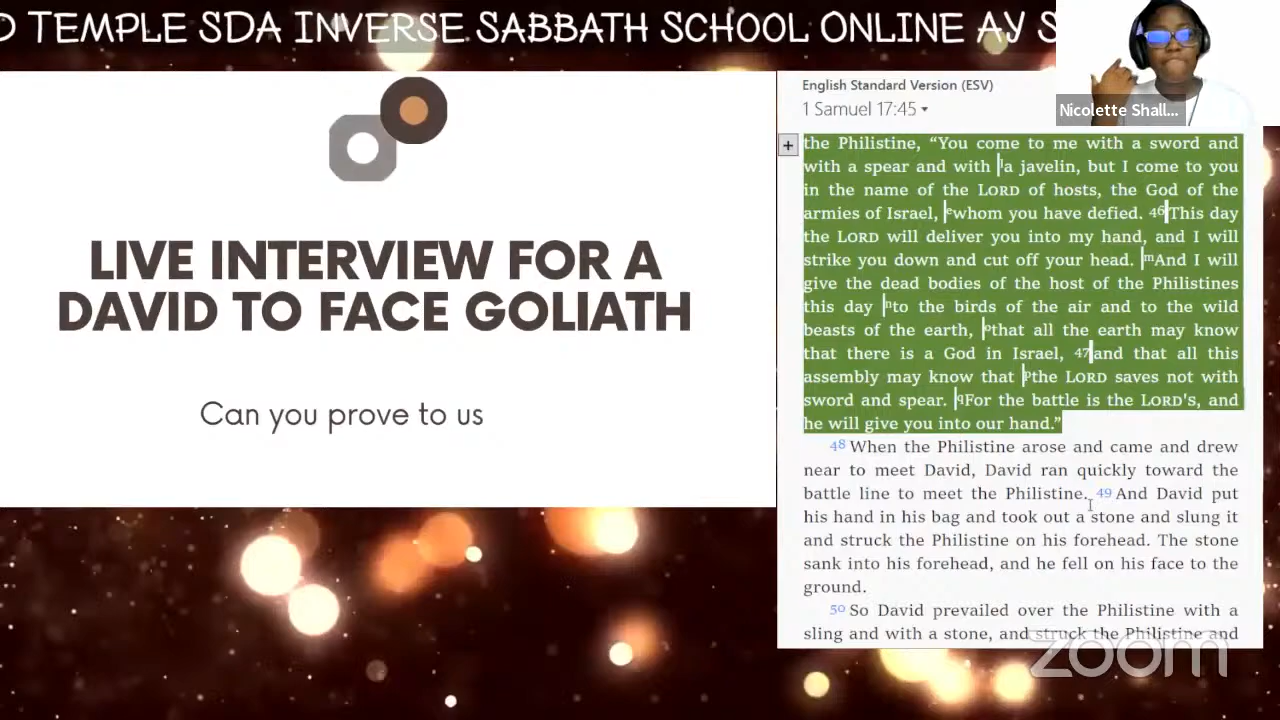 TEMPLE SDA INVERSE SABBATH SCHOOL ONLINE AY S
LIVE INTERVIEW FOR A
DAVID TO FACE GOLIATH
Can you prove to us
English Standard Version (ESV)
1 Samuel 17:45
Nicolette Shall...
+
the Philistine, “You come to me with a sword and
with a spear and with l a javelin, but I come to you
in the name of the LORD of hosts, the God of the
armies of Israel, e whom you have defied. 46 This day
the LORD will deliver you into my hand, and I will
strike you down and cut off your head. m And I will
give the dead bodies of the host of the Philistines
this day n to the birds of the air and to the wild
beasts of the earth, o that all the earth may know
that there is a God in Israel, 47 and that all this
assembly may know that p the LORD saves not with
sword and spear. q For the battle is the LORD's, and
he will give you into our hand.”
48 When the Philistine arose and came and drew
near to meet David, David ran quickly toward the
battle line to meet the Philistine. 49 And David put
his hand in his bag and took out a stone and slung it
and struck the Philistine on his forehead. The stone
sank into his forehead, and he fell on his face to the
ground.
50 So David prevailed over the Philistine with a
sling and with a stone, and struck the Philistine and
zoom